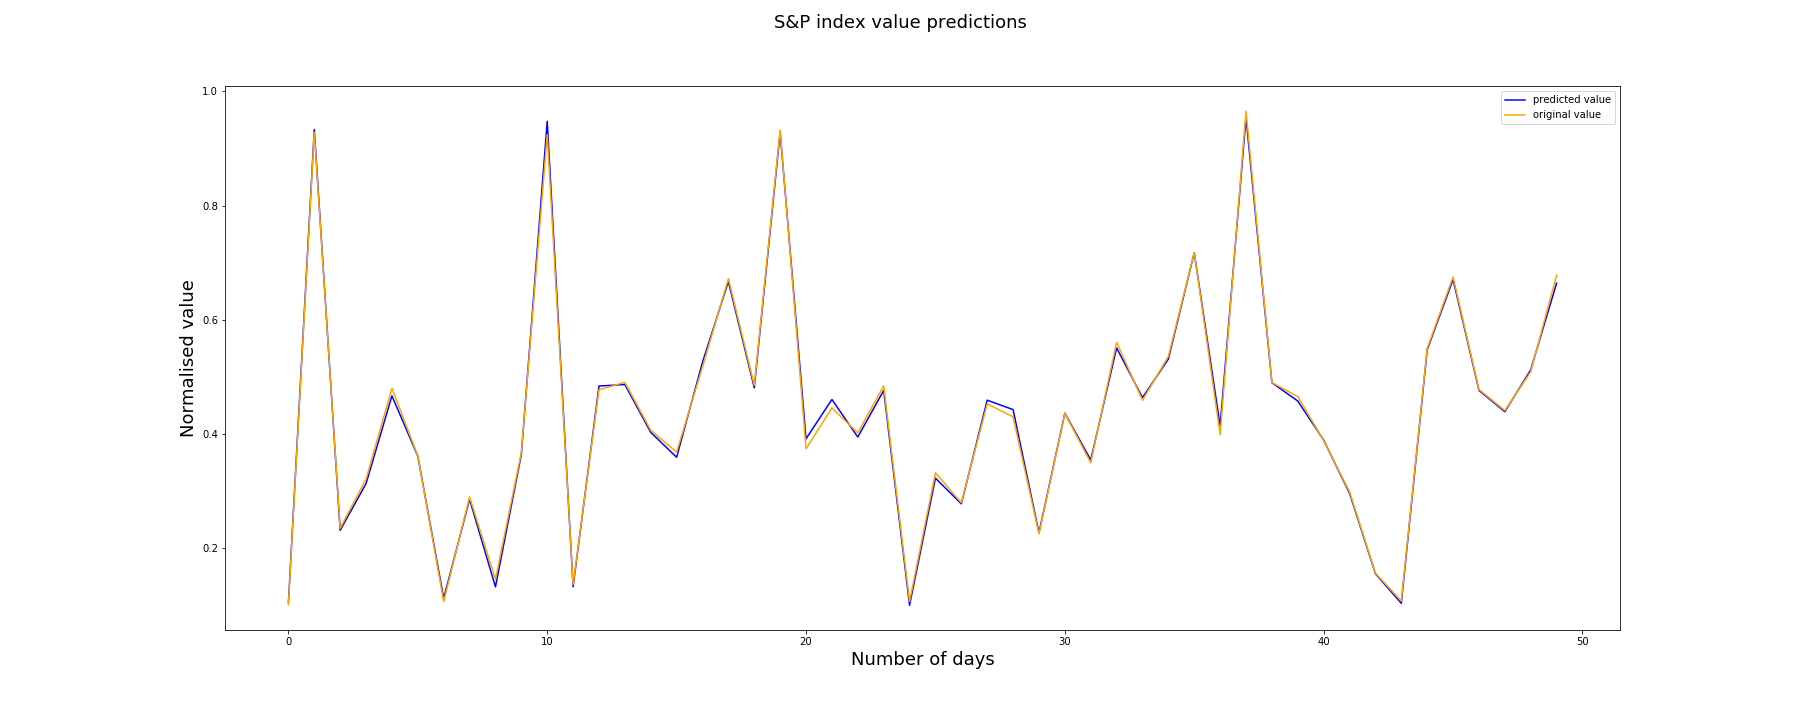 S&P index value predictions
1.0
0.8
0.6
0.4
0.2
Normalised value
predicted value
original value
0 10 20 30 40 50
Number of days